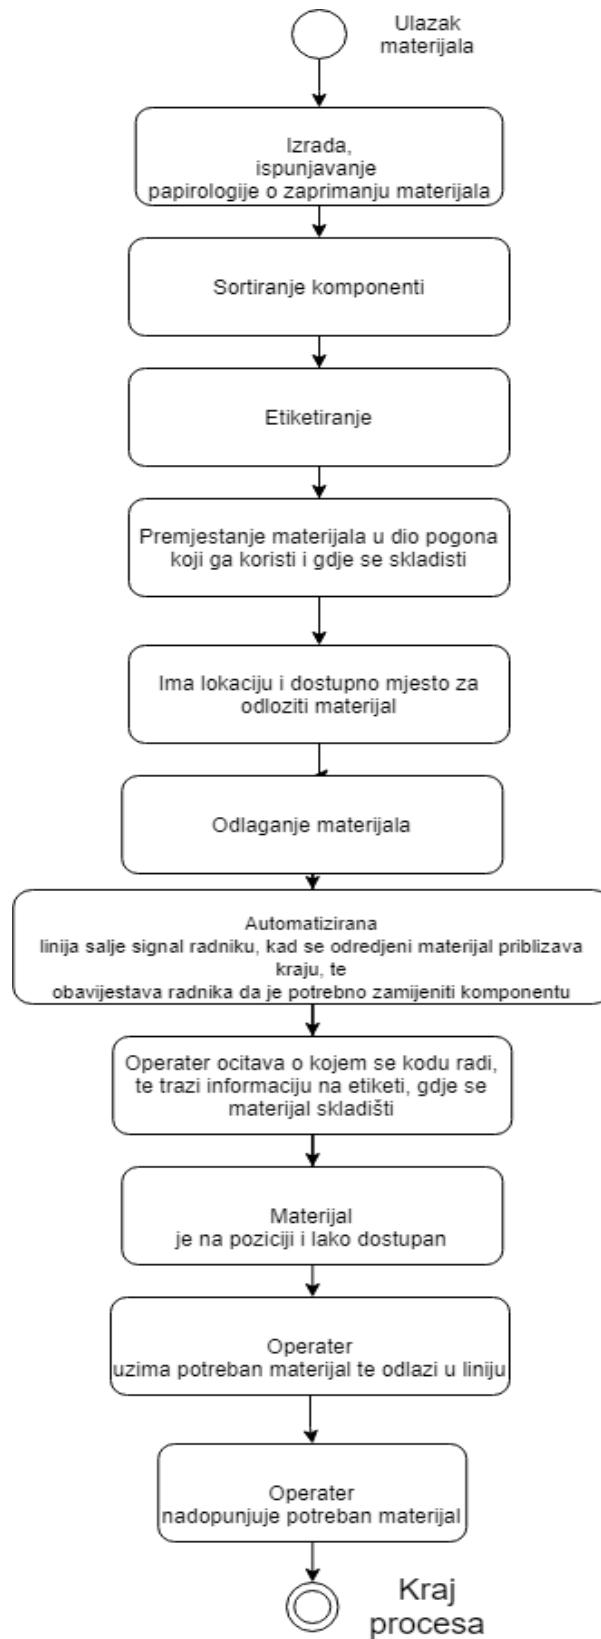 Ulazak
materijala
Izrada,
ispunjavanje
papirologije o zaprimanju materijala
Sortiranje komponenti
Etiketiranje
Premjestanje materijala u dio pogona
koji ga koristi i gdje se skladisti
Ima lokaciju i dostupno mjesto za
odloziti materijal
Odlaganje materijala
Automatizirana
linija salje signal radniku, kad se odredjeni materijal priblizava
kraju, te
obavijestava radnika da je potrebno zamijeniti komponentu
Operater ocitava o kojem se kodu radi,
te trazi informaciju na etiketi, gdje se
materijal skladišti
Materijal
je na poziciji i lako dostupan
Operater
uzima potreban materijal te odlazi u liniju
Operater
nadopunjuje potreban materijal
Kraj
procesa